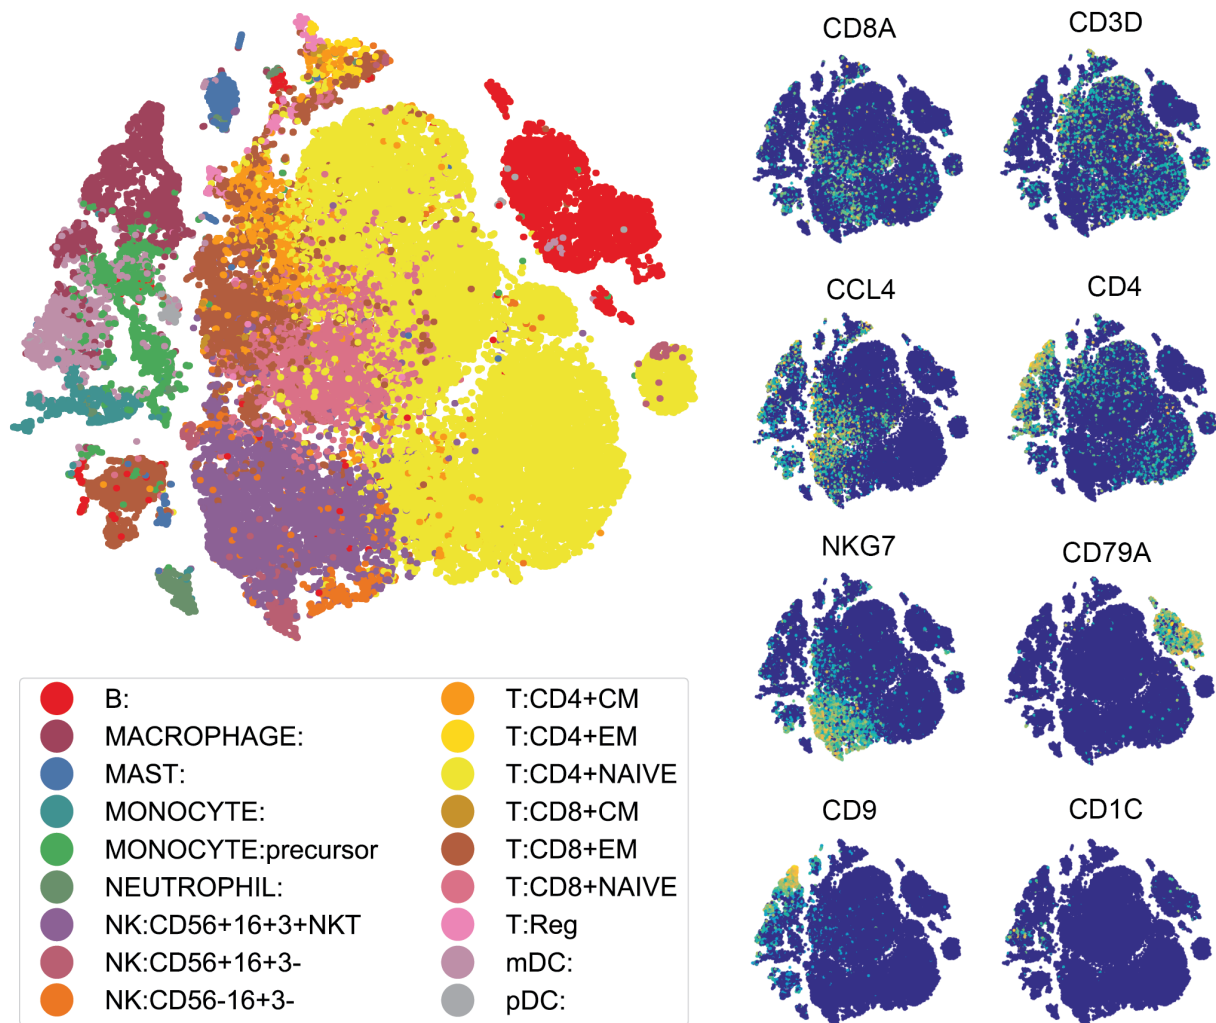 CD8A
CD3D
CCL4
CD4
NKG7
CD79A
CD9
CD1C
B:
MACROPHAGE:
MAST:
MONOCYTE:
MONOCYTE:precursor
NEUTROPHIL:
NK:CD56+16+3+NKT
NK:CD56+16+3-
NK:CD56-16+3-
T:CD4+CM
T:CD4+EM
T:CD4+NAIVE
T:CD8+CM
T:CD8+EM
T:CD8+NAIVE
T:Reg
mDC:
pDC: